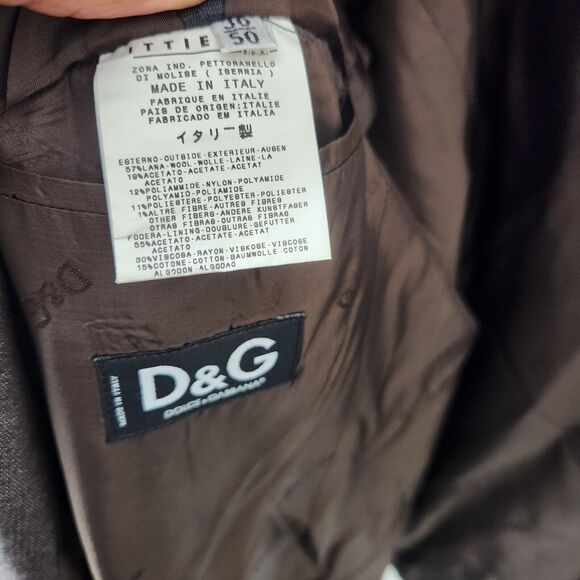 36
ITTIE 50
S.p.A.
ZONA IND. PETTORANELLO
DI MOLISE ( ISERNIA )
MADE IN ITALY
FABRIQUE EN ITALIE
PAIS DE ORIGEN:ITALIE
FABRICADO EM ITALIA
イタリー製
ESTERNO-OUTSIDE-EXTERIEUR-AUSEN
57%LANA-WOOL-WOLLE-LAINE-LA
19%ACETATO-ACETATE-ACETAT
ACETATO
12%POLIAMMIDE-NYLON-POLYAMIDE
POLYAMID-POLIAMIDE
11%POLIESTERE-POLYESTER-POLIESTER
1%ALTRE FIBRE-AUTRES FIBRES
OTHER FIBERS-ANDERE KUNSTFASER
OTRAS FIBRAS-OUTRAS FIBRAS
FODERA-LINING-DOUBLURE-DEL
55%ACETATO-ACETATE-ACETAT
30%VISCOSA-RAYON-VISKOSE-VISCOSE
15%COTONE-COTTON-BAUMWOLLE COTON
ALGODON-ALGODAO
D&G
D&G
DOLCE & GABBANA
MADE IN ITALY